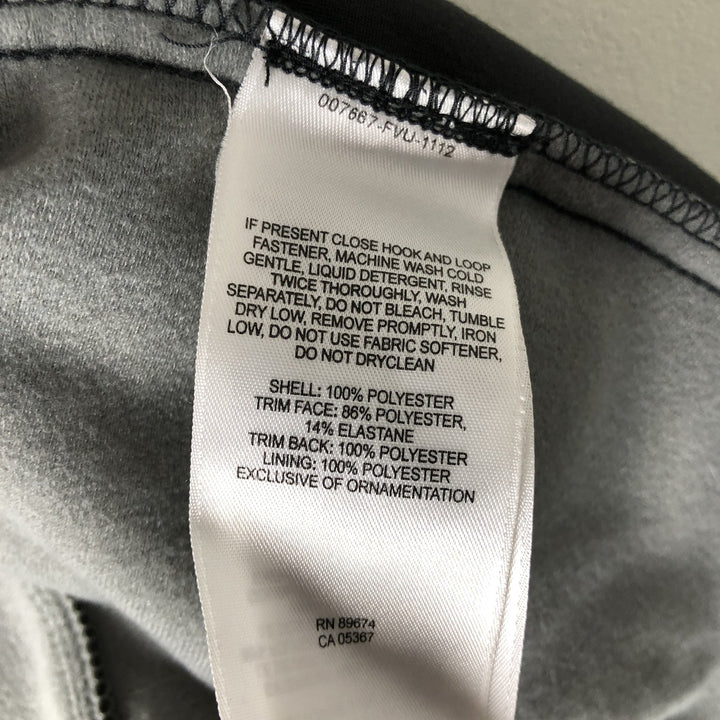 007667-FVU-1112
IF PRESENT CLOSE HOOK AND LOOP
FASTENER, MACHINE WASH COLD
GENTLE, LIQUID DETERGENT, RINSE
TWICE THOROUGHLY, WASH
SEPARATELY, DO NOT BLEACH, TUMBLE
DRY LOW, REMOVE PROMPTLY, IRON
LOW, DO NOT USE FABRIC SOFTENER,
DO NOT DRYCLEAN
SHELL: 100% POLYESTER
TRIM FACE: 86% POLYESTER,
14% ELASTANE
TRIM BACK: 100% POLYESTER
LINING: 100% POLYESTER
EXCLUSIVE OF ORNAMENTATION
RN 89674
CA 05367